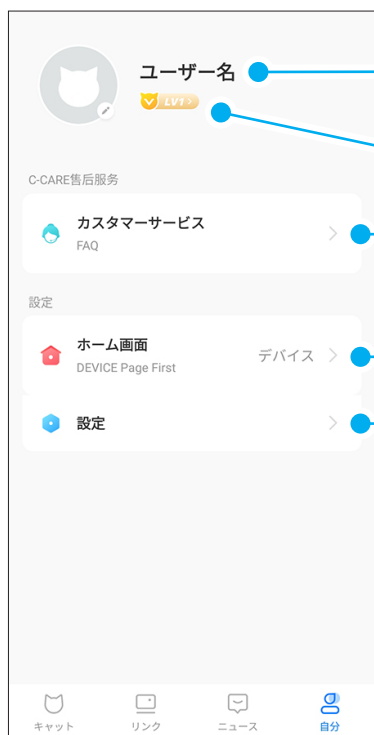 ユーザー名
LV1
C-CARE售后服务
カスタマーサービス
FAQ
設定
ホーム画面
デバイス
DEVICE Page First
設定
キャット
リンク
ニュース
自分